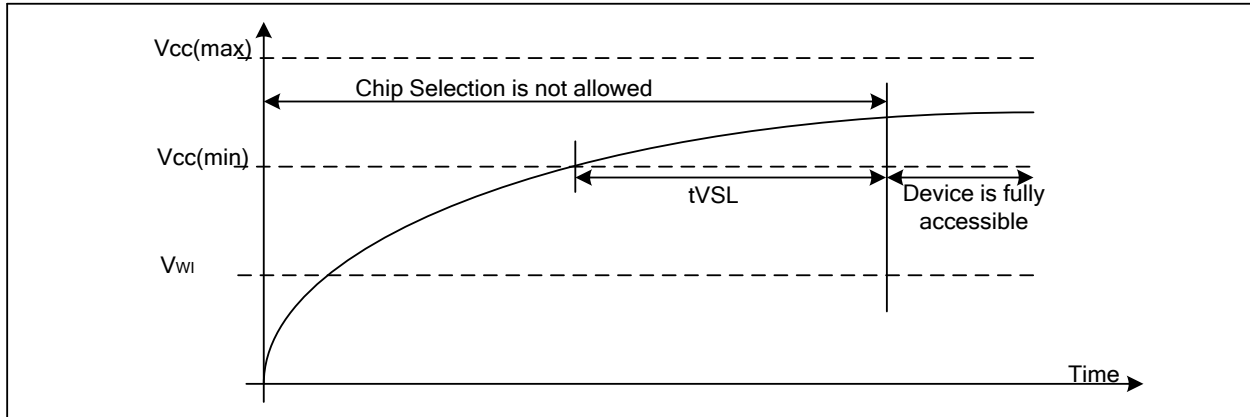 Vcc(max)
Chip Selection is not allowed
Vcc(min)
tVSL
Device is fully
accessible
VWI
Time